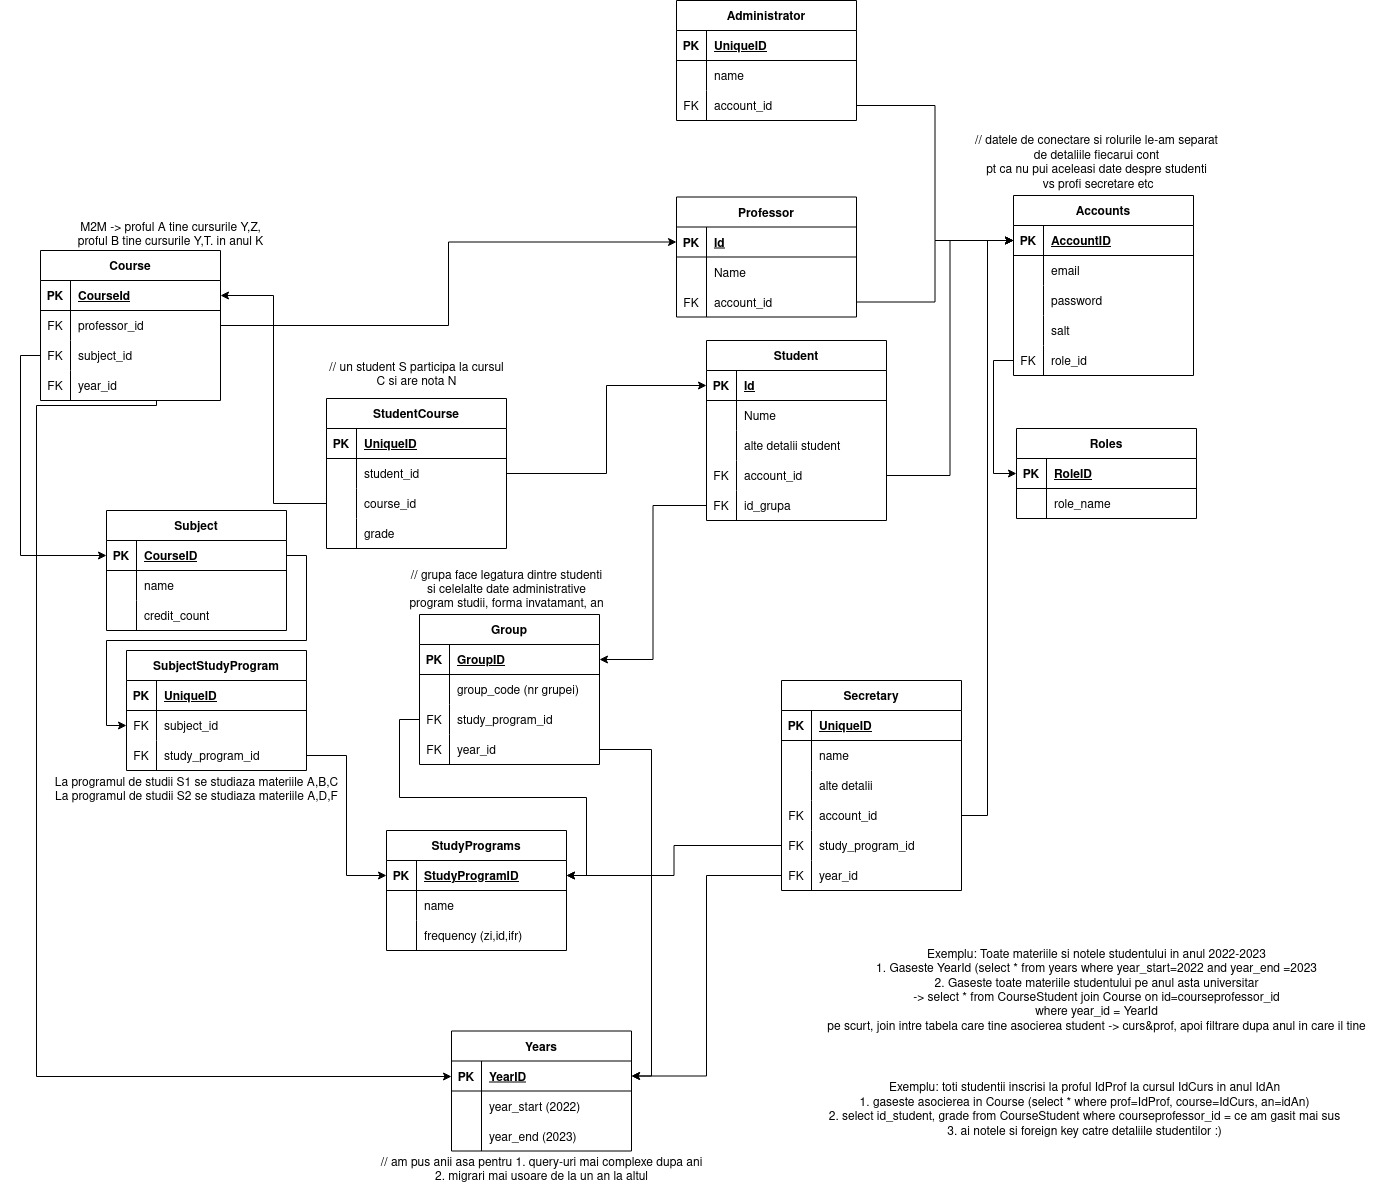 Administrator
PK UniqueID
name
FK account_id
// datele de conectare si rolurile le-am separat
de detaliile fiecarui cont
pt ca nu pui aceleasi date despre studenti
vs profi secretare etc
Accounts
PK AccountID
email
password
salt
FK role_id
Professor
PK Id
Name
FK account_id
M2M -> proful A tine cursurile Y,Z,
proful B tine cursurile Y,T. in anul K
Course
PK CourseId
FK professor_id
FK subject_id
FK year_id
// un student S participa la cursul
C si are nota N
StudentCourse
PK UniqueID
student_id
course_id
grade
Student
PK Id
Nume
alte detalii student
FK account_id
FK id_grupa
Roles
PK RoleID
role_name
Subject
PK CourseID
name
credit_count
SubjectStudyProgram
PK UniqueID
FK subject_id
FK study_program_id
La programul de studii S1 se studiaza materiile A,B,C
La programul de studii S2 se studiaza materiile A,D,F
// grupa face legatura dintre studenti
si celelalte date administrative
program studii, forma invatamant, an
Group
PK GroupID
group_code (nr grupei)
FK study_program_id
FK year_id
Secretary
PK UniqueID
name
alte detalii
FK account_id
FK study_program_id
FK year_id
StudyPrograms
PK StudyProgramID
name
frequency (zi,id,ifr)
Exemplu: Toate materiile si notele studentului in anul 2022-2023
1. Gaseste YearId (select * from years where year_start=2022 and year_end =2023
2. Gaseste toate materiile studentului pe anul asta universitar
-> select * from CourseStudent join Course on id=courseprofessor_id
where year_id = YearId
pe scurt, join intre tabela care tine asocierea student -> curs&prof, apoi filtrare dupa anul in care il tine
Years
PK YearID
year_start (2022)
year_end (2023)
// am pus anii asa pentru 1. query-uri mai complexe dupa ani
2. migrari mai usoare de la un an la altul
Exemplu: toti studentii inscrisi la proful IdProf la cursul IdCurs in anul IdAn
1. gaseste asocierea in Course (select * where prof=IdProf, course=IdCurs, an=idAn)
2. select id_student, grade from CourseStudent where courseprofessor_id = ce am gasit mai sus
3. ai notele si foreign key catre detaliile studentilor :)